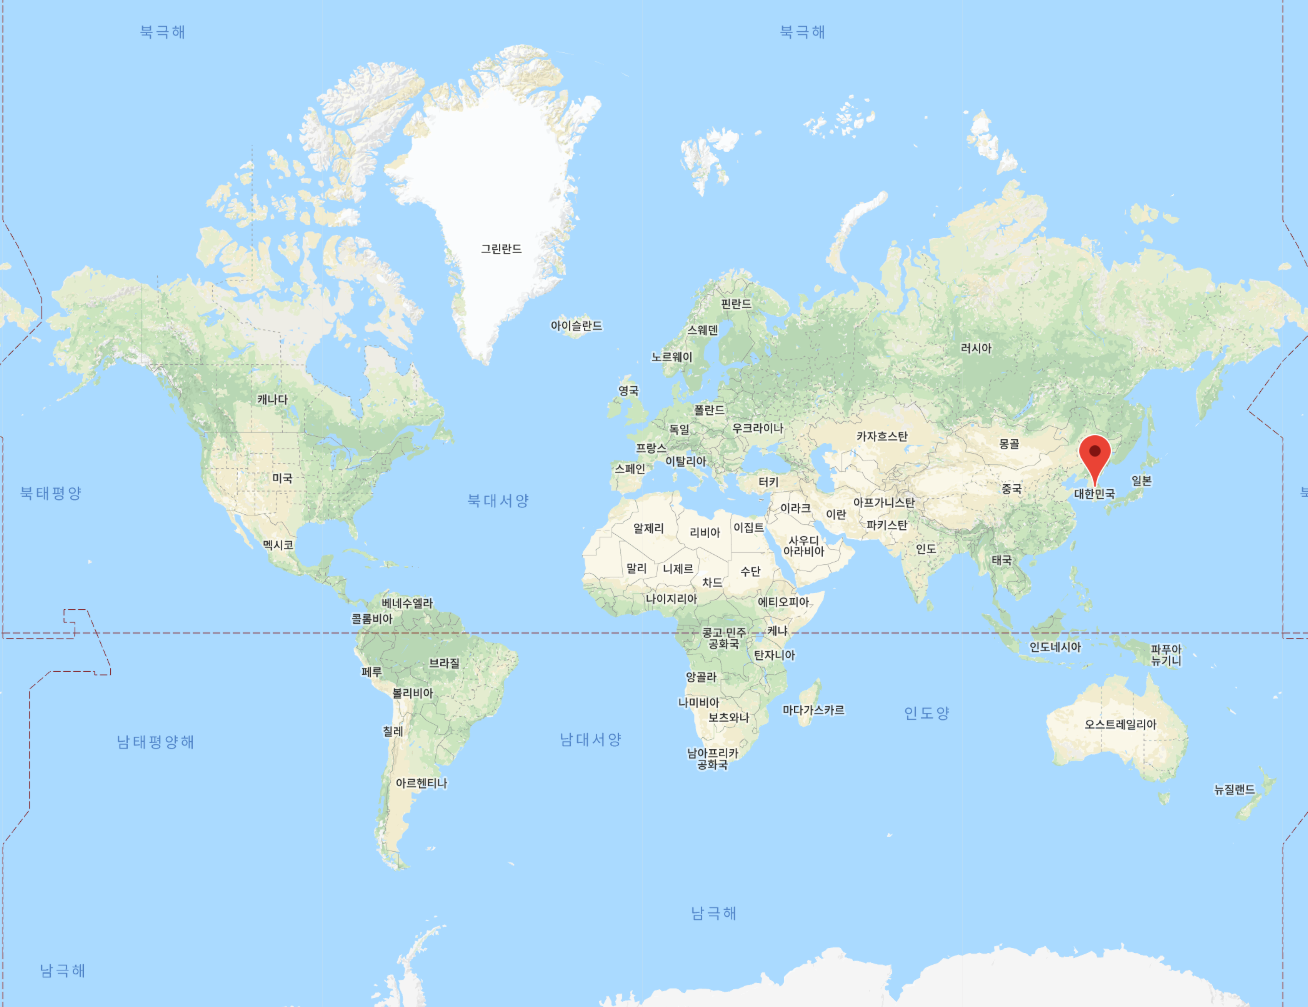 북극해
북극해
그린란드
핀란드
아이슬란드
스웨덴
러시아
노르웨이
영국
캐나다
폴란드
독일
우크라이나
카자흐스탄
몽골
프랑스
이탈리아
스페인
미국
터키
일본
중국
대한민국
북태평양
북대서양
아프가니스탄
이라크
이란
알제리
리비아
이집트
파키스탄
멕시코
사우디
아라비아
인도
태국
말리
니제르
수단
차드
나이지리아
에티오피아
베네수엘라
콜롬비아
케냐
콩고 민주
공화국
인도네시아
파푸아
뉴기니
탄자니아
브라질
페루
앙골라
볼리비아
나미비아
마다가스카르
인도양
보츠와나
오스트레일리아
칠레
남태평양해
남대서양
남아프리카
공화국
아르헨티나
뉴질랜드
남극해
남극해